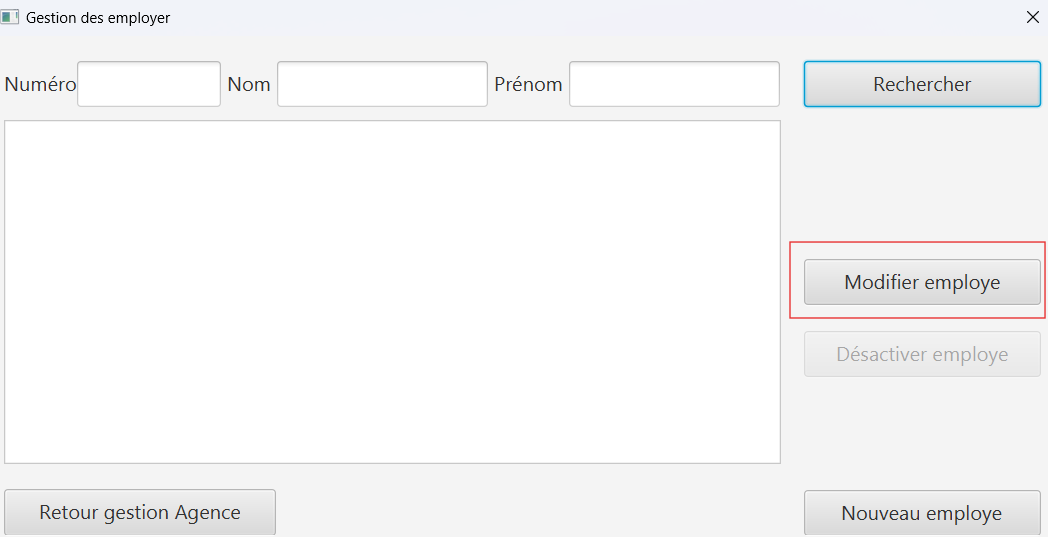 Gestion des employer
Numéro Nom Prénom Rechercher
Modifier employe
Désactiver employe
Retour gestion Agence Nouveau employe